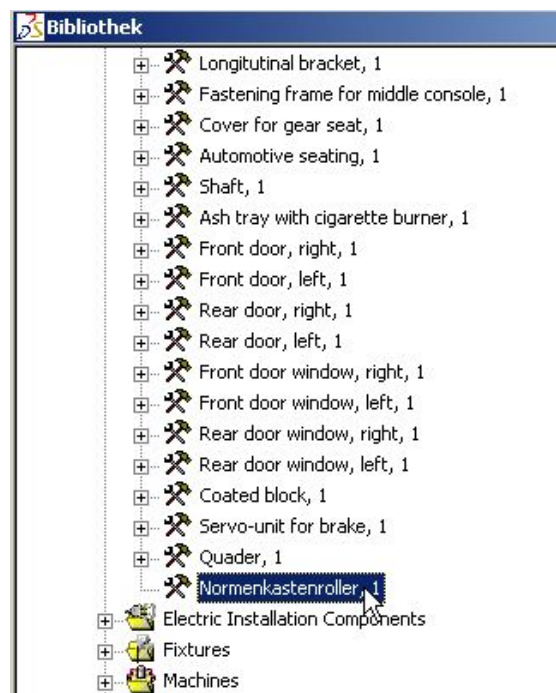 Bibliothek
Longitutinal bracket, 1
Fastening frame for middle console, 1
Cover for gear seat, 1
Automotive seating, 1
Shaft, 1
Ash tray with cigarette burner, 1
Front door, right, 1
Front door, left, 1
Rear door, right, 1
Rear door, left, 1
Front door window, right, 1
Front door window, left, 1
Rear door window, right, 1
Rear door window, left, 1
Coated block, 1
Servo-unit for brake, 1
Quader, 1
Normenkastenroller, 1
Electric Installation Components
Fixtures
Machines